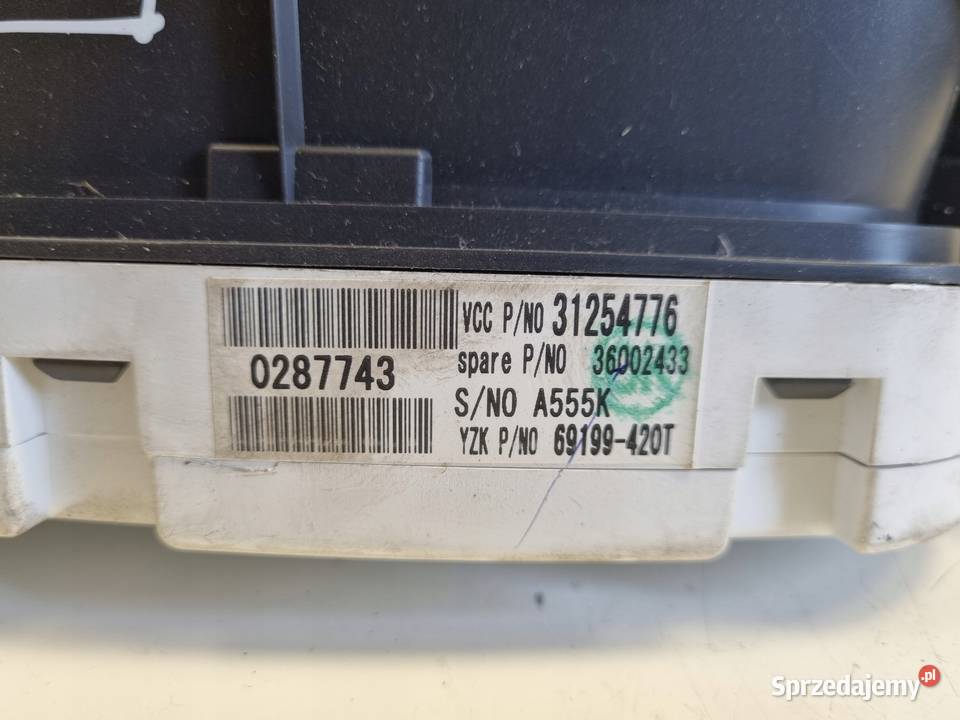 VCC P/NO 31254776
0287743
spare P/NO 36002433
S/NO A555K
YZK P/NO 69199-420T
Sprzedajemy.pl